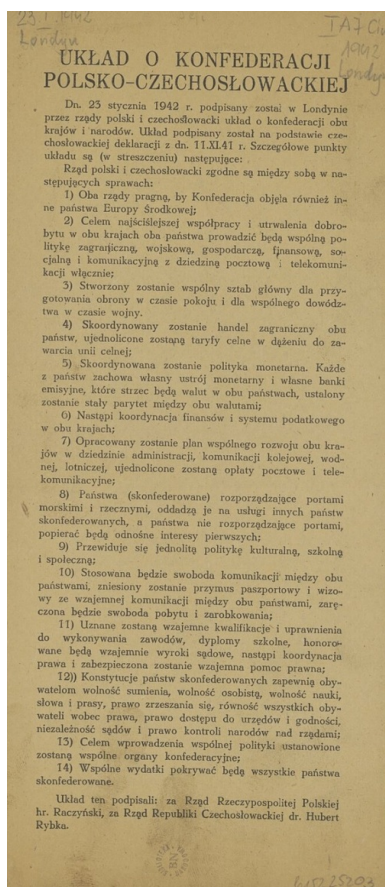 23 I 1942
Londyn
I A7 Cim
1942
Londyn
UKŁAD O KONFEDERACJI
POLSKO-CZECHOSŁOWACKIEJ
Dn. 23 stycznia 1942 r. podpisany został w Londynie
przez rządy polski i czechosłowacki układ o konfederacji obu
krajów i narodów. Układ podpisany został na podstawie cze-
chosłowackiej deklaracji z dn. 11.XI.41 r. Szczegółowe punkty
układu są (w streszczeniu) następujące:
Rząd polski i czechosłowacki zgodne są między sobą w na-
stępujących sprawach:
1) Oba rządy pragną, by Konfederacja objęła również in-
ne państwa Europy Środkowej;
2) Celem najściślejszej współpracy i utrwalenia dobro-
bytu w obu krajach oba państwa prowadzić będą wspólną po-
litykę zagraniczną, wojskową, gospodarczą, finansową, so-
cjalną i komunikacyjną z dziedziną pocztową i telekomuni-
kacji włącznie;
3) Stworzony zostanie wspólny sztab główny dla przy-
gotowania obrony w czasie pokoju i dla wspólnego dowódz-
twa w czasie wojny.
4) Skoordynowany zostanie handel zagraniczny obu
państw, ujednolicone zostaną taryfy celne w dążeniu do za-
warcia unii celnej;
5) Skoordynowana zostanie polityka monetarna. Każde
z państw zachowa własny ustrój monetarny i własne banki
emisyjne, które strzec będą walut w obu państwach, ustalony
zostanie stały parytet między obu walutami;
6) Nastąpi koordynacja finansów i systemu podatkowego
w obu krajach;
7) Opracowany zostanie plan wspólnego rozwoju obu kra-
jów w dziedzinie administracji, komunikacji kolejowej, wod-
nej, lotniczej, ujednolicone zostaną opłaty pocztowe i tele-
komunikacyjne;
8) Państwa (skonfederowane) rozporządzające portami
morskimi i rzecznymi, oddadzą je na usługi innych państw
skonfederowanych, a państwa nie rozporządzające portami,
popierać będą odnośne interesy pierwszych;
9) Przewiduje się jednolitą politykę kulturalną, szkolną
i społeczną;
10) Stosowana będzie swoboda komunikacji między obu
państwami, zniesiony zostanie przymus paszportowy i wizo-
wy ze wzajemnej komunikacji między obu państwami, zarę-
czona będzie swoboda pobytu i zarobkowania;
11) Uznane zostaną wzajemne kwalifikacje i uprawnienia
do wykonywania zawodów, dyplomy szkolne, honoro-
wane będą wzajemnie wyroki sądowe, nastąpi koordynacja
prawa i zabezpieczona zostanie wzajemna pomoc prawna;
12)) Konstytucje państw skonfederowanych zapewnią oby-
watelom wolność sumienia, wolność osobistą, wolność nauki,
słowa i prasy, prawo zrzeszania się, równość wszystkich oby-
wateli wobec prawa, prawo dostępu do urzędów i godności,
niezależność sądów i prawo kontroli narodów nad rządami;
13) Celem wprowadzenia wspólnej polityki ustanowione
zostaną wspólne organy konfederacyjne;
14) Wspólne wydatki pokrywać będą wszystkie państwa
skonfederowane.
Układ ten podpisali: za Rząd Rzeczypospolitej Polskiej
hr. Raczyński, za Rząd Republiki Czechosłowackiej dr. Hubert
Rybka.
BN